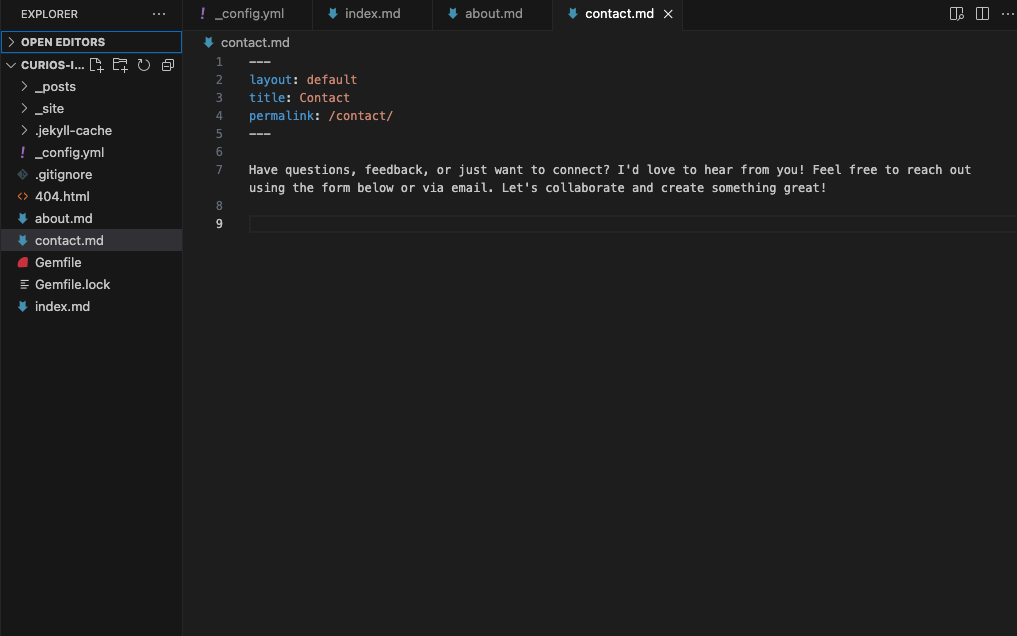 EXPLORER
OPEN EDITORS
CURIOS-I...
_posts
_site
.jekyll-cache
! _config.yml
.gitignore
<> 404.html
about.md
contact.md
Gemfile
Gemfile.lock
index.md
! _config.yml
index.md
about.md
contact.md
contact.md
1 ---
2 layout: default
3 title: Contact
4 permalink: /contact/
5 ---
6
7 Have questions, feedback, or just want to connect? I'd love to hear from you! Feel free to reach out
using the form below or via email. Let's collaborate and create something great!
8
9